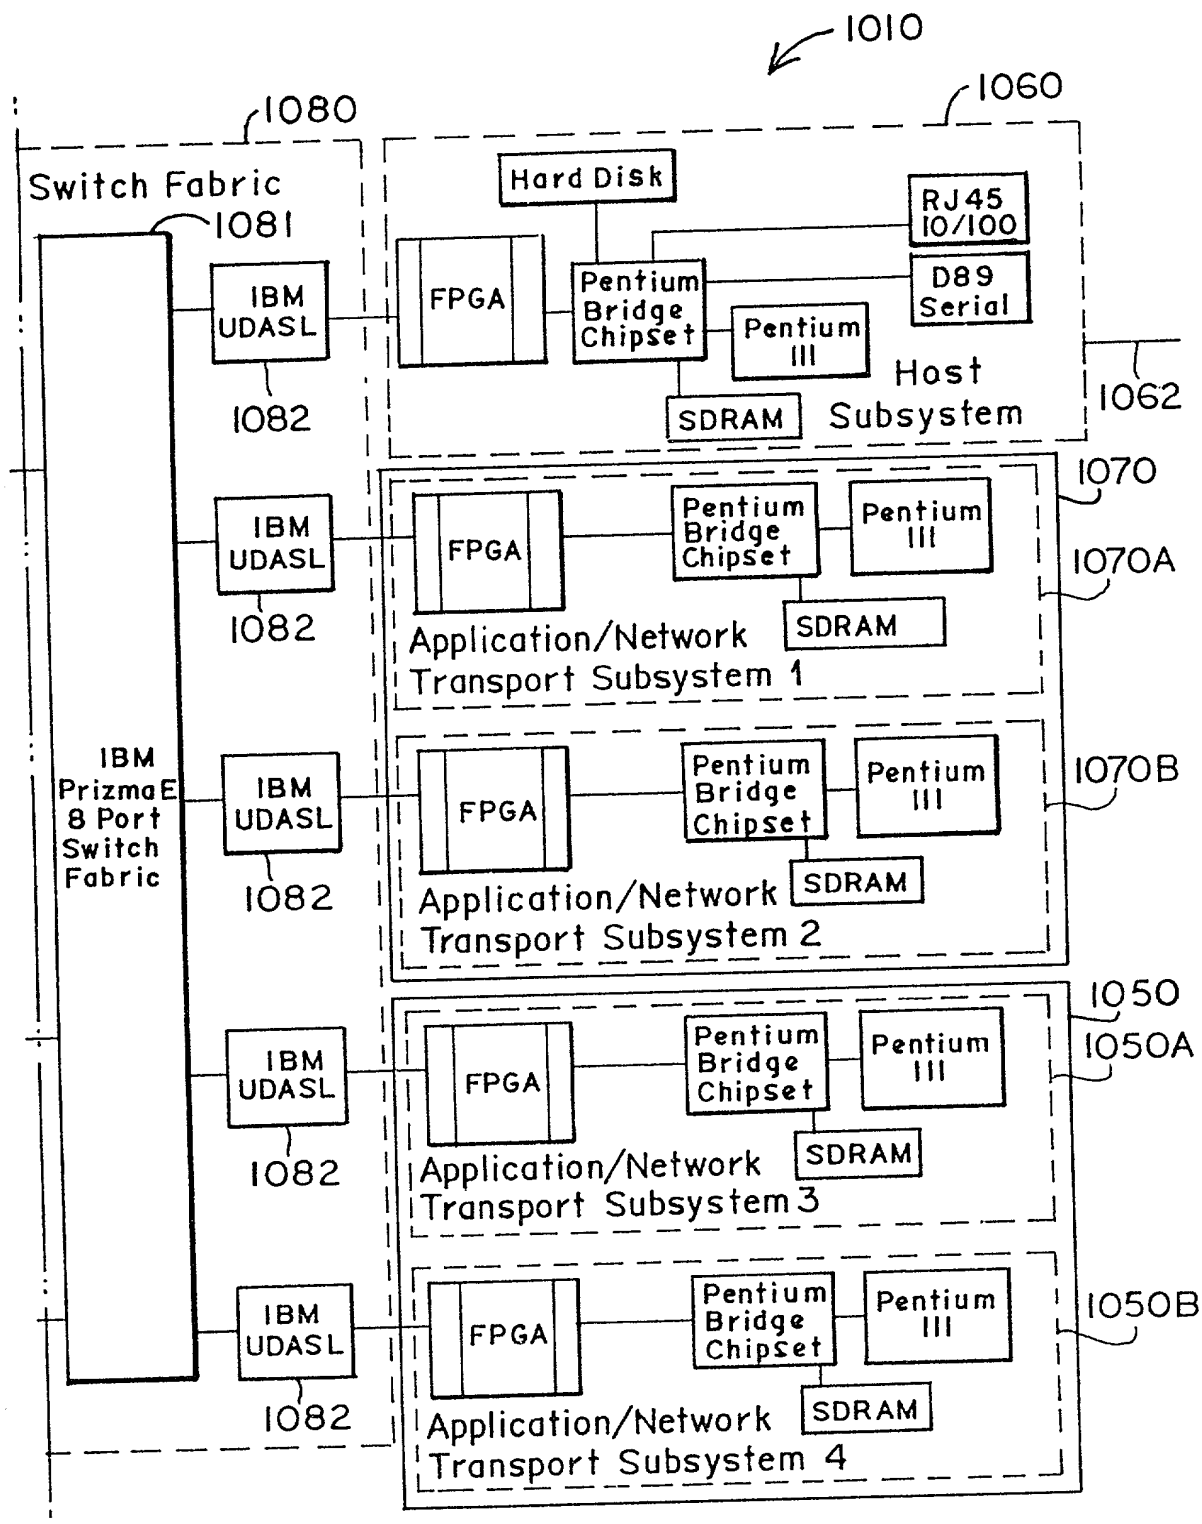 1010
1080
1060
Switch Fabric
1081
Hard Disk
RJ45
10/100
D89
Serial
IBM
UDASL
1082
FPGA
Pentium
Bridge
Chipset
Pentium
III
SDRAM
Host
Subsystem
1062
1070
IBM
UDASL
1082
FPGA
Pentium
Bridge
Chipset
Pentium
III
SDRAM
1070A
Application/Network
Transport Subsystem 1
IBM
PrizmaE
8 Port
Switch
Fabric
IBM
UDASL
1082
FPGA
Pentium
Bridge
Chipset
Pentium
III
SDRAM
1070B
Application/Network
Transport Subsystem 2
1050
1050A
IBM
UDASL
1082
FPGA
Pentium
Bridge
Chipset
Pentium
III
SDRAM
Application/Network
Transport Subsystem 3
IBM
UDASL
1082
FPGA
Pentium
Bridge
Chipset
Pentium
III
SDRAM
1050B
Application/Network
Transport Subsystem 4